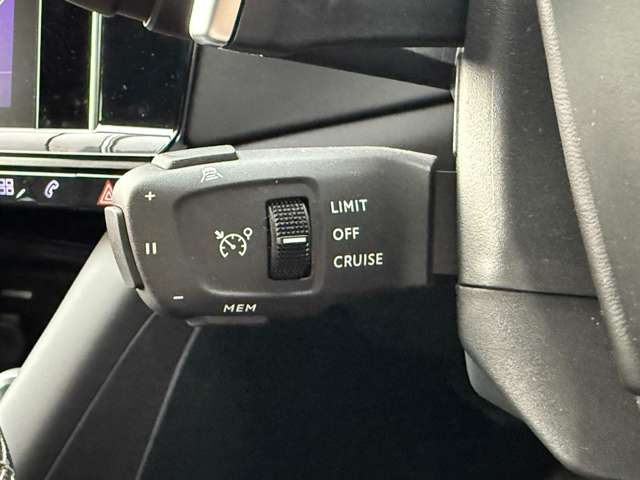 +
LIMIT
OFF
CRUISE
–
MEM